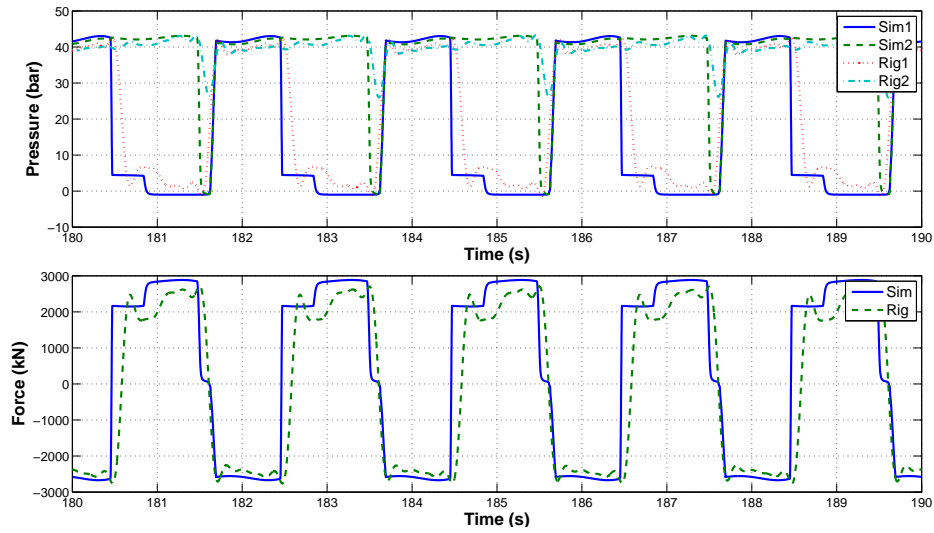 50
40
30
20
10
0
−10
Pressure (bar)
Sim1
Sim2
Rig1
Rig2
180 181 182 183 184 185 186 187 188 189 190
Time (s)
3000
2000
1000
0
−1000
−2000
−3000
Force (kN)
Sim
Rig
180 181 182 183 184 185 186 187 188 189 190
Time (s)